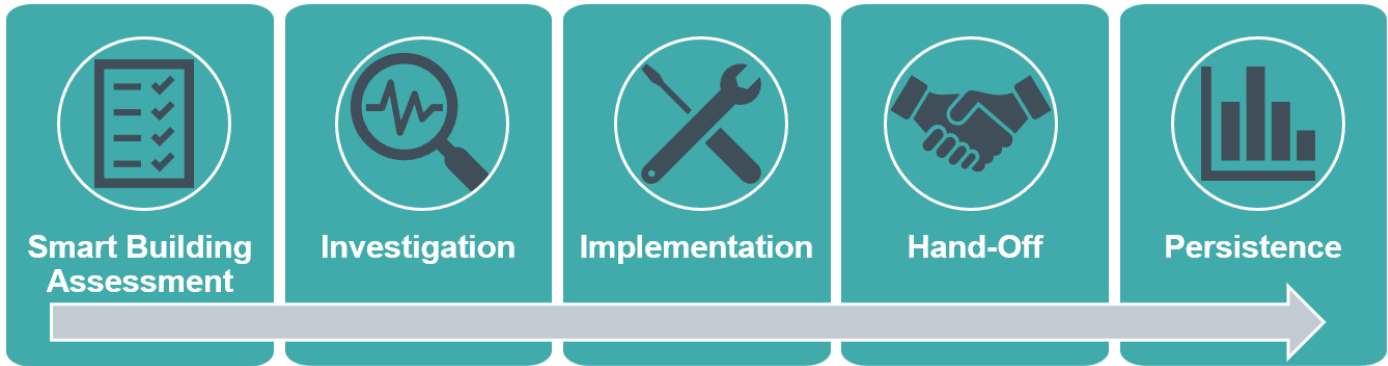 Smart Building
Assessment
Investigation
Implementation
Hand-Off
Persistence